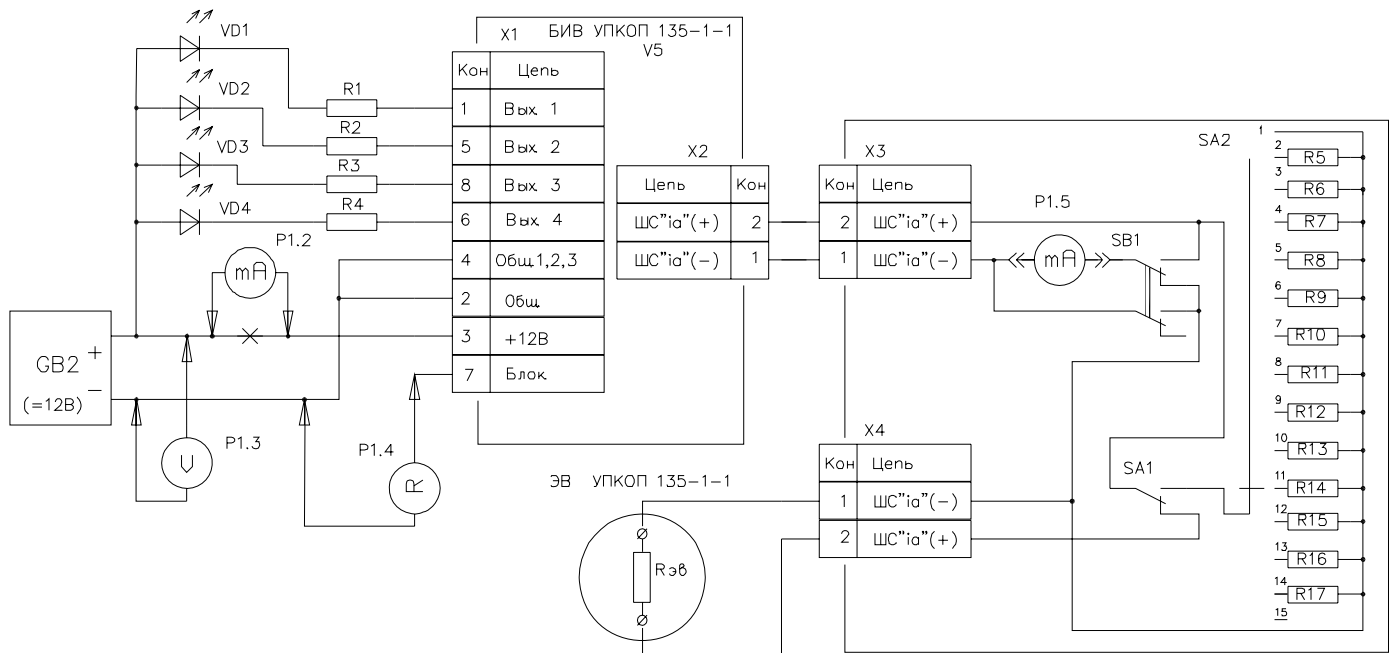 VD1
VD2
VD3
VD4
R1
R2
R3
R4
P1.2
mA
GB2
+
−
(=12В)
P1.3
U
P1.4
R
X1
БИВ УПКОП 135-1-1
V5
Кон Цепь
1 Вых. 1
5 Вых. 2
8 Вых. 3
6 Вых. 4
4 Общ.1,2,3
2 Общ.
3 +12В
7 Блок.
X2
Цепь Кон
ШС"ia"(+) 2
ШС"ia"(−) 1
X3
Кон Цепь
2 ШС"ia"(+)
1 ШС"ia"(−)
P1.5
mA
SB1
X4
Кон Цепь
1 ШС"ia"(−)
2 ШС"ia"(+)
ЭВ УПКОП 135-1-1
Rэв
SA1
SA2
1
2 R5
3 R6
4 R7
5 R8
6 R9
7 R10
8 R11
9 R12
10 R13
11 R14
12 R15
13 R16
14 R17
15